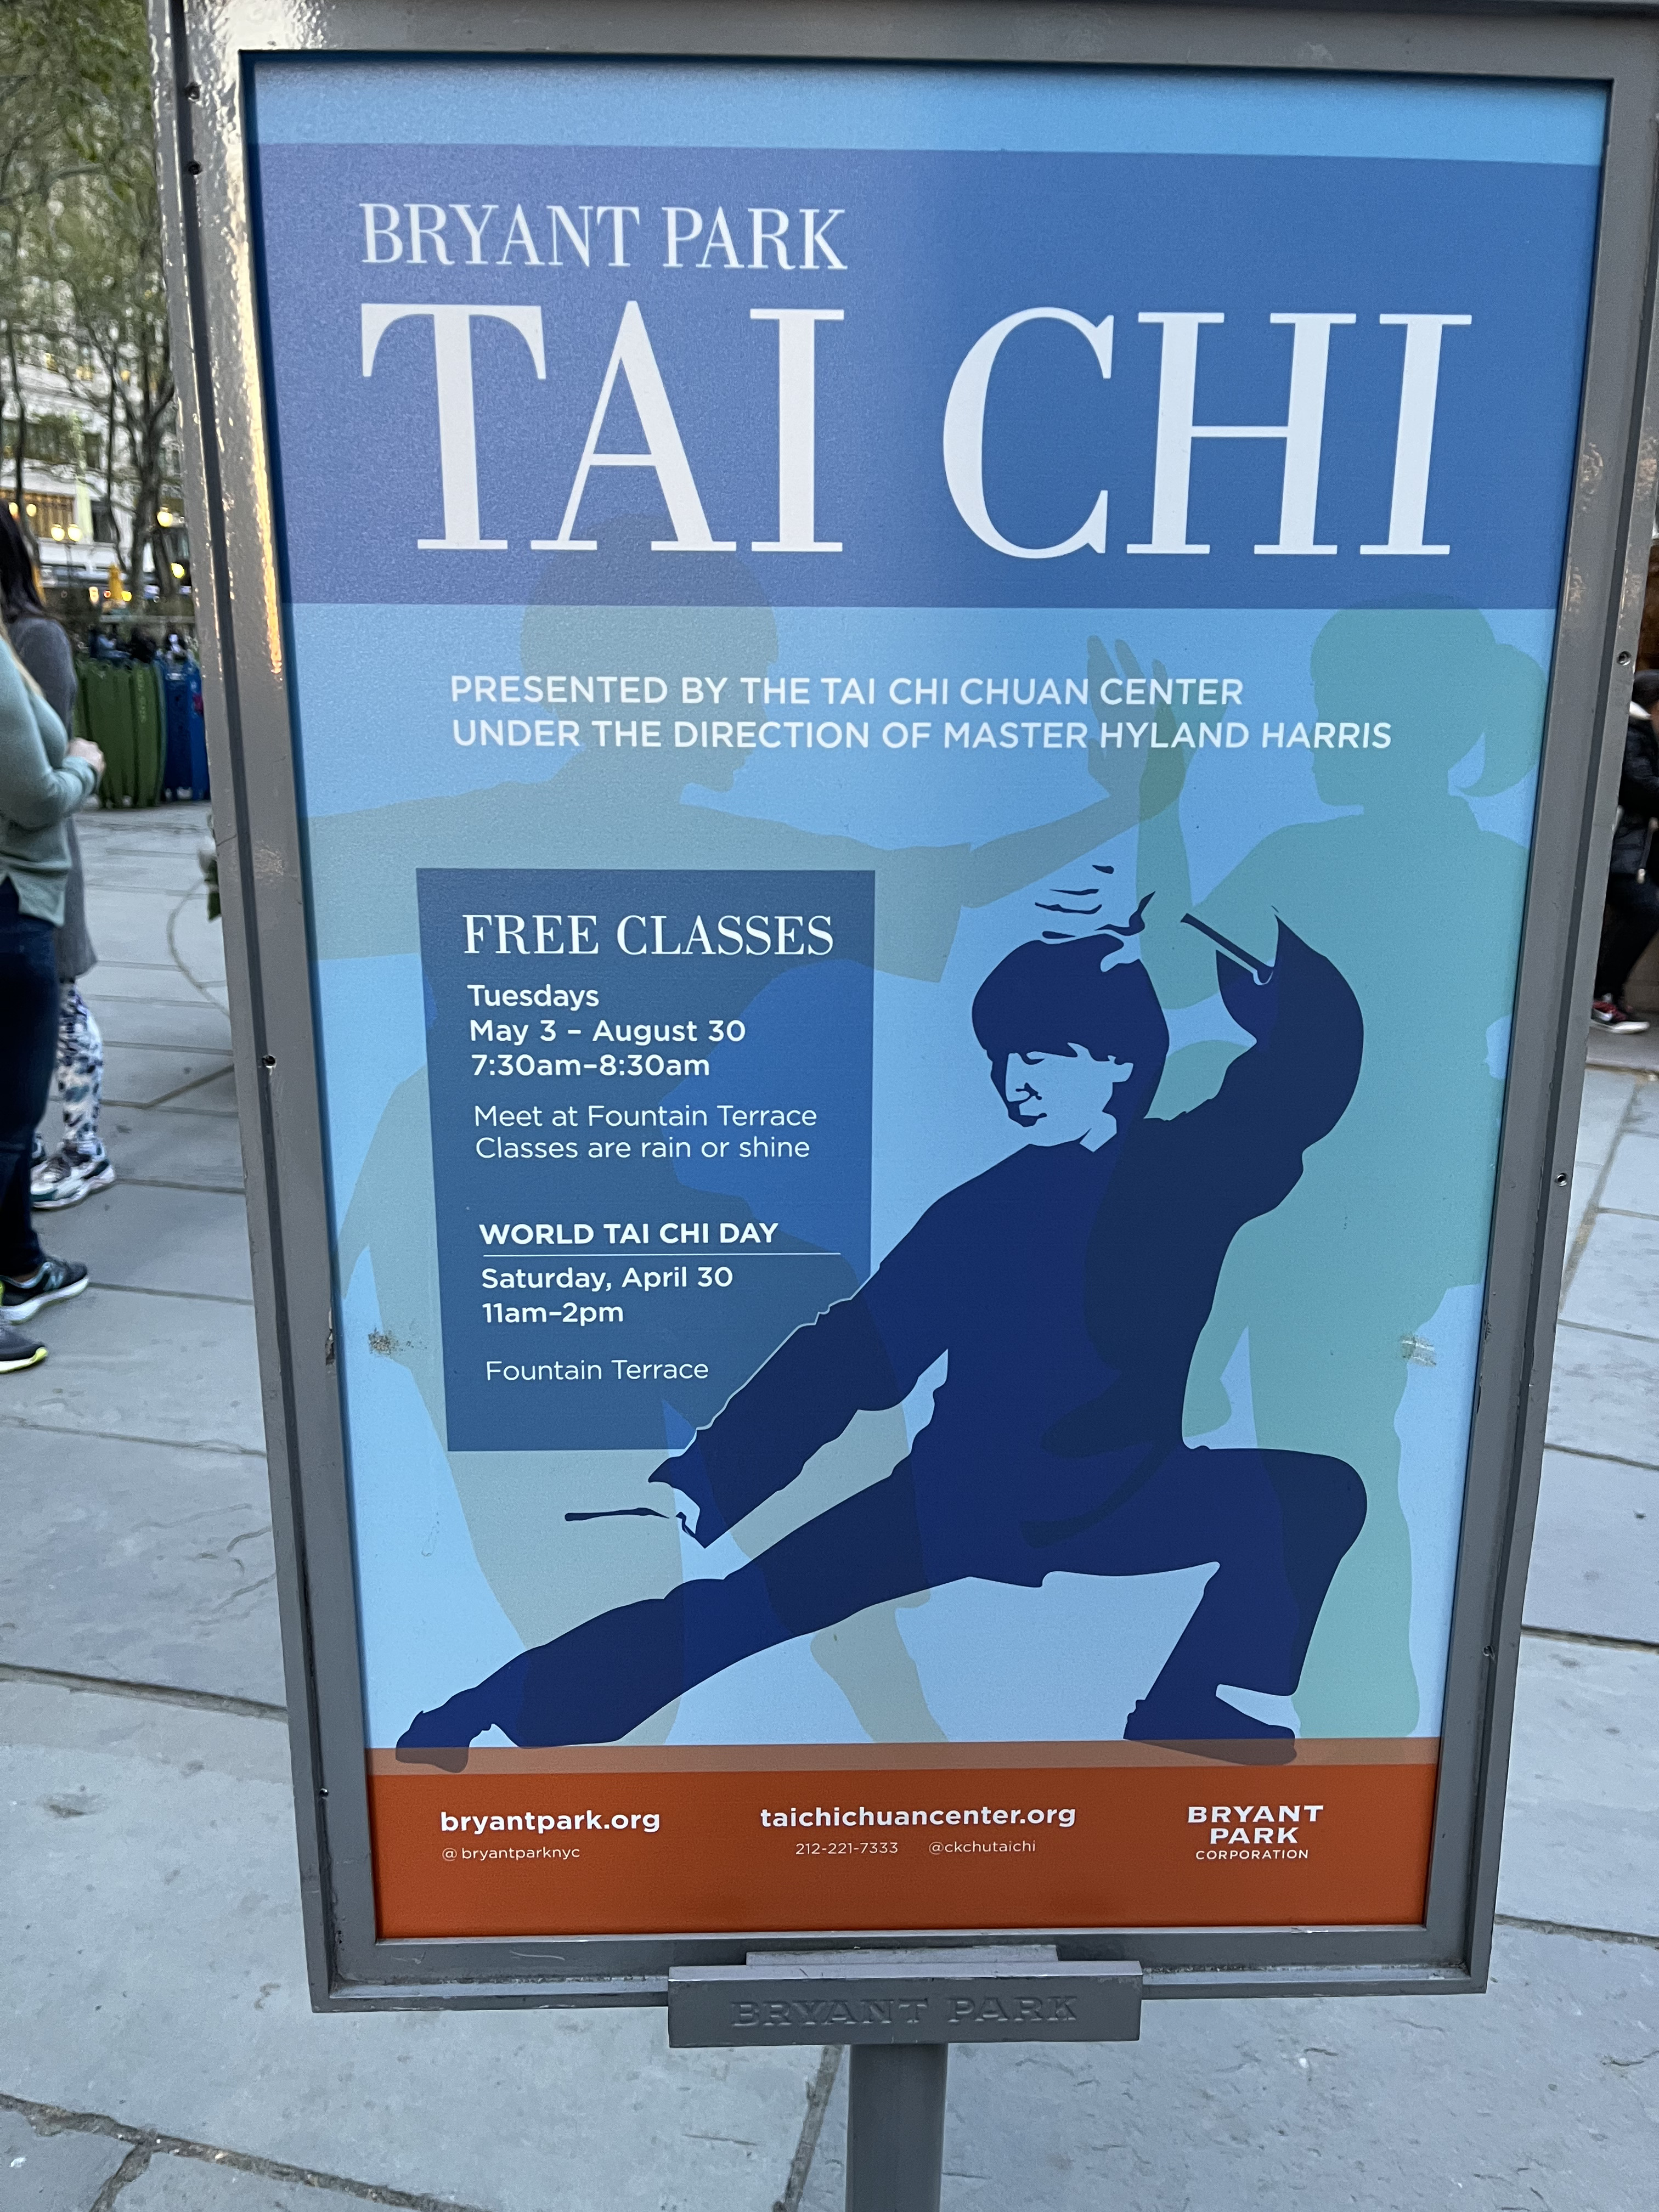 BRYANT PARK
TAI CHI
PRESENTED BY THE TAI CHI CHUAN CENTER
UNDER THE DIRECTION OF MASTER HYLAND HARRIS
FREE CLASSES
Tuesdays
May 3 – August 30
7:30am–8:30am
Meet at Fountain Terrace
Classes are rain or shine
WORLD TAI CHI DAY
Saturday, April 30
11am–2pm
Fountain Terrace
bryantpark.org
@bryantparknyc
taichichuancenter.org
212-221-7333 @ckchutaichi
BRYANT
PARK
CORPORATION
BRYANT PARK